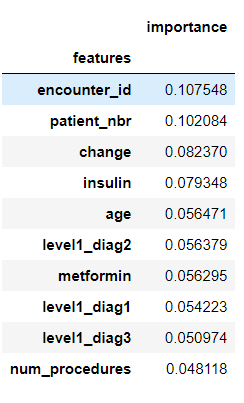 importance
features
encounter_id 0.107548
patient_nbr 0.102084
change 0.082370
insulin 0.079348
age 0.056471
level1_diag2 0.056379
metformin 0.056295
level1_diag1 0.054223
level1_diag3 0.050974
num_procedures 0.048118